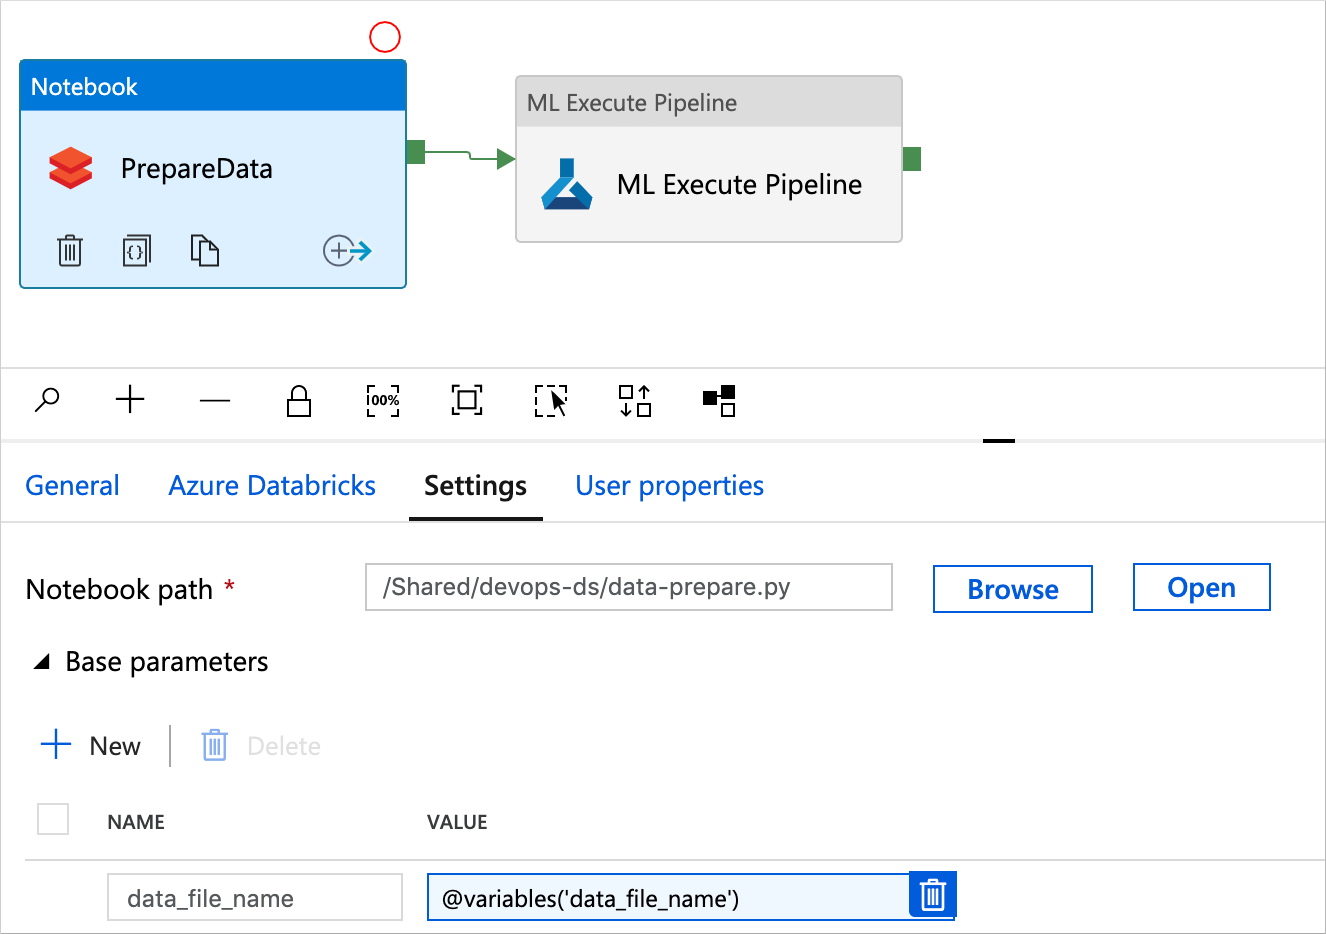 Notebook
PrepareData
ML Execute Pipeline
ML Execute Pipeline
00%
General Azure Databricks Settings User properties
Notebook path * /Shared/devops-ds/data-prepare.py Browse Open
Base parameters
New Delete
NAME VALUE
data_file_name @variables('data_file_name')